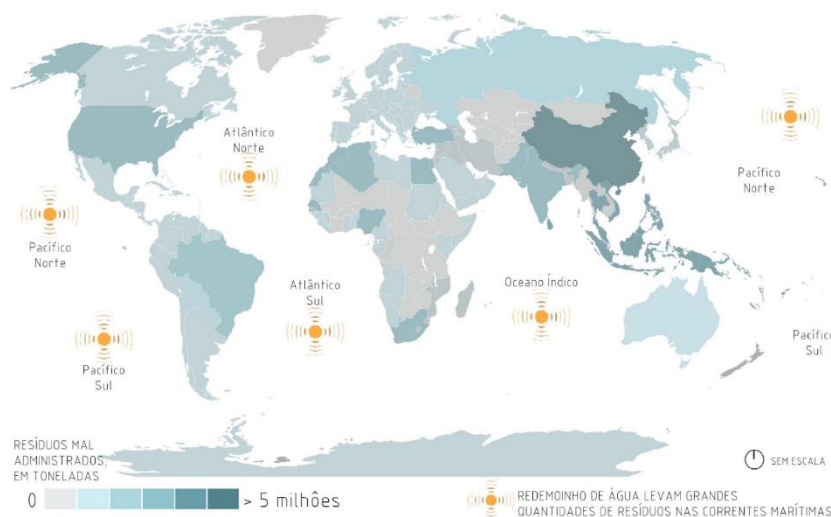 Atlântico
Norte
Pacífico
Norte
Pacífico
Norte
Atlântico
Sul
Oceano Índico
Pacífico
Sul
Pacífico
Sul
RESÍDUOS MAL
ADMINISTRADOS,
EM TONELADAS
0 > 5 milhões
SEM ESCALA
REDEMOINHO DE ÁGUA LEVAM GRANDES
QUANTIDADES DE RESÍDUOS NAS CORRENTES MARÍTIMAS